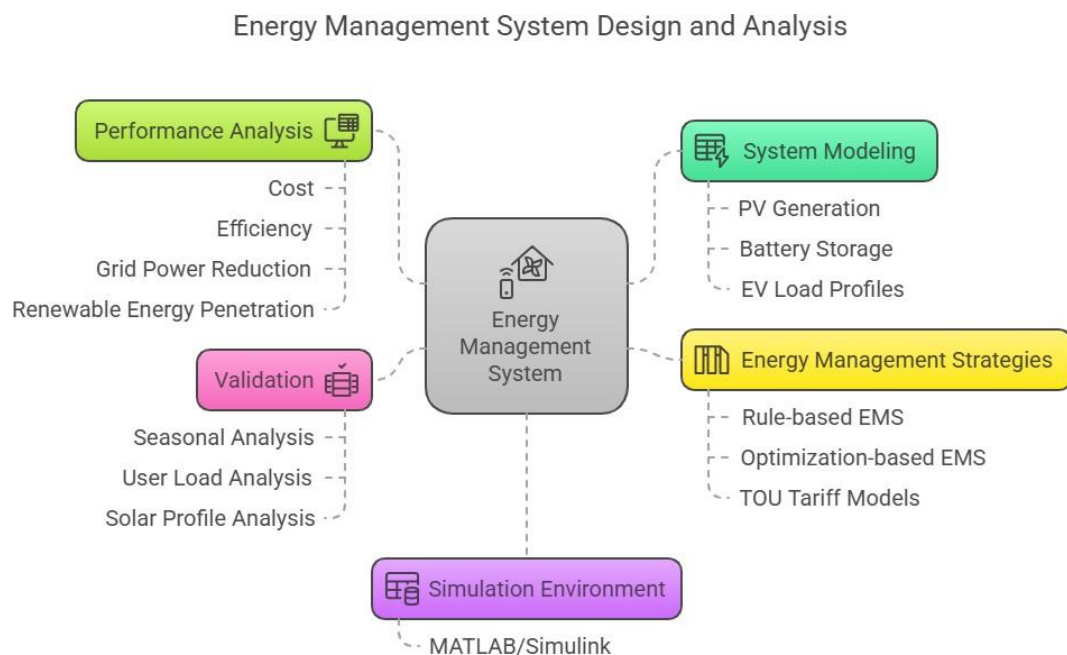 Energy Management System Design and Analysis
Performance Analysis
Cost
Efficiency
Grid Power Reduction
Renewable Energy Penetration
Validation
Seasonal Analysis
User Load Analysis
Solar Profile Analysis
Energy
Management
System
System Modeling
PV Generation
Battery Storage
EV Load Profiles
Energy Management Strategies
Rule-based EMS
Optimization-based EMS
TOU Tariff Models
Simulation Environment
MATLAB/Simulink